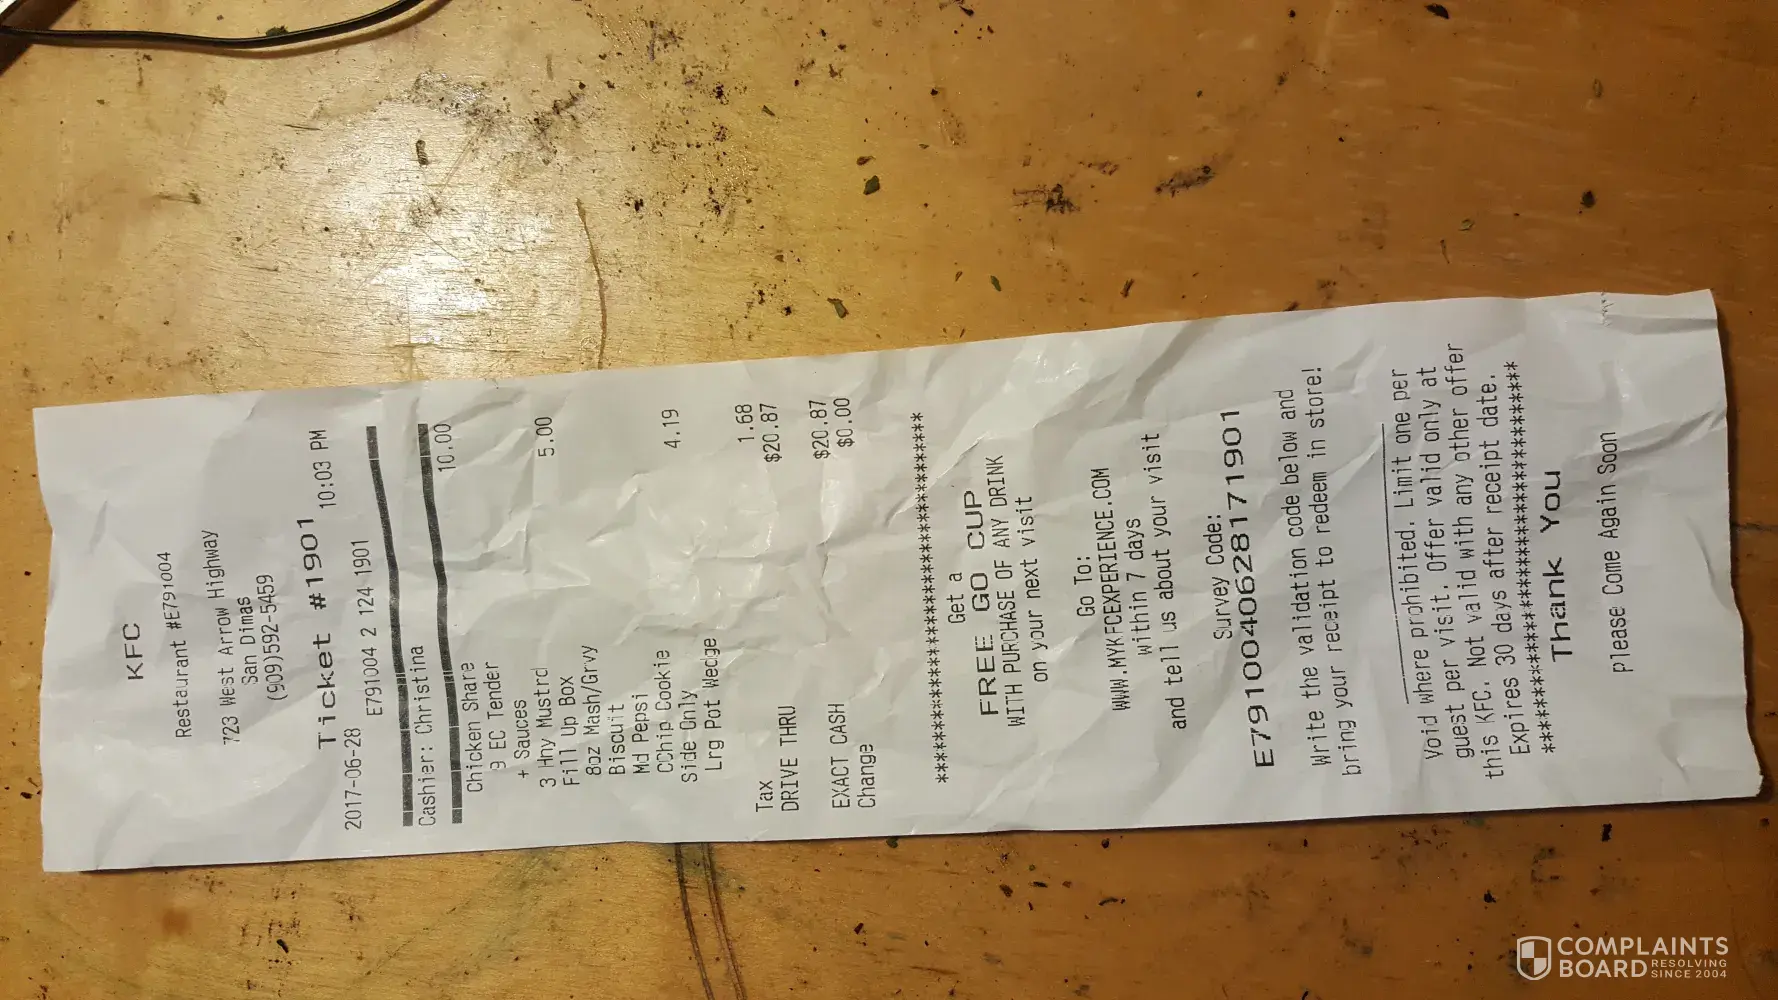 KFC
Restaurant #E791004
723 West Arrow Highway
San Dimas
(909)592-5459
Ticket #1901
2017-06-28 10:03 PM
E791004 2 124 1901
Cashier: Christina
Chicken Share 10.00
9 EC Tender
+ Sauces
3 Hny Mustrd
Fill Up Box 5.00
8oz Mash/Grvy
Biscuit
Md Pepsi
CChip Cookie
Side Only 4.19
Lrg Pot Wedge
Tax 1.68
DRIVE THRU $20.87
EXACT CASH $20.87
Change $0.00
****************************************
Get a
FREE GO CUP
WITH PURCHASE OF ANY DRINK
on your next visit
Go To:
WWW.MYKFCEXPERIENCE.COM
within 7 days
and tell us about your visit
Survey Code:
E7910040628171901
Write the validation code below and
bring your receipt to redeem in store!
Void where prohibited. Limit one per
guest per visit. Offer valid only at
this KFC. Not valid with any other offer
Expires 30 days after receipt date.
****************************************
Thank You
Please Come Again Soon
COMPLAINTS
BOARD RESOLVING
SINCE 2004